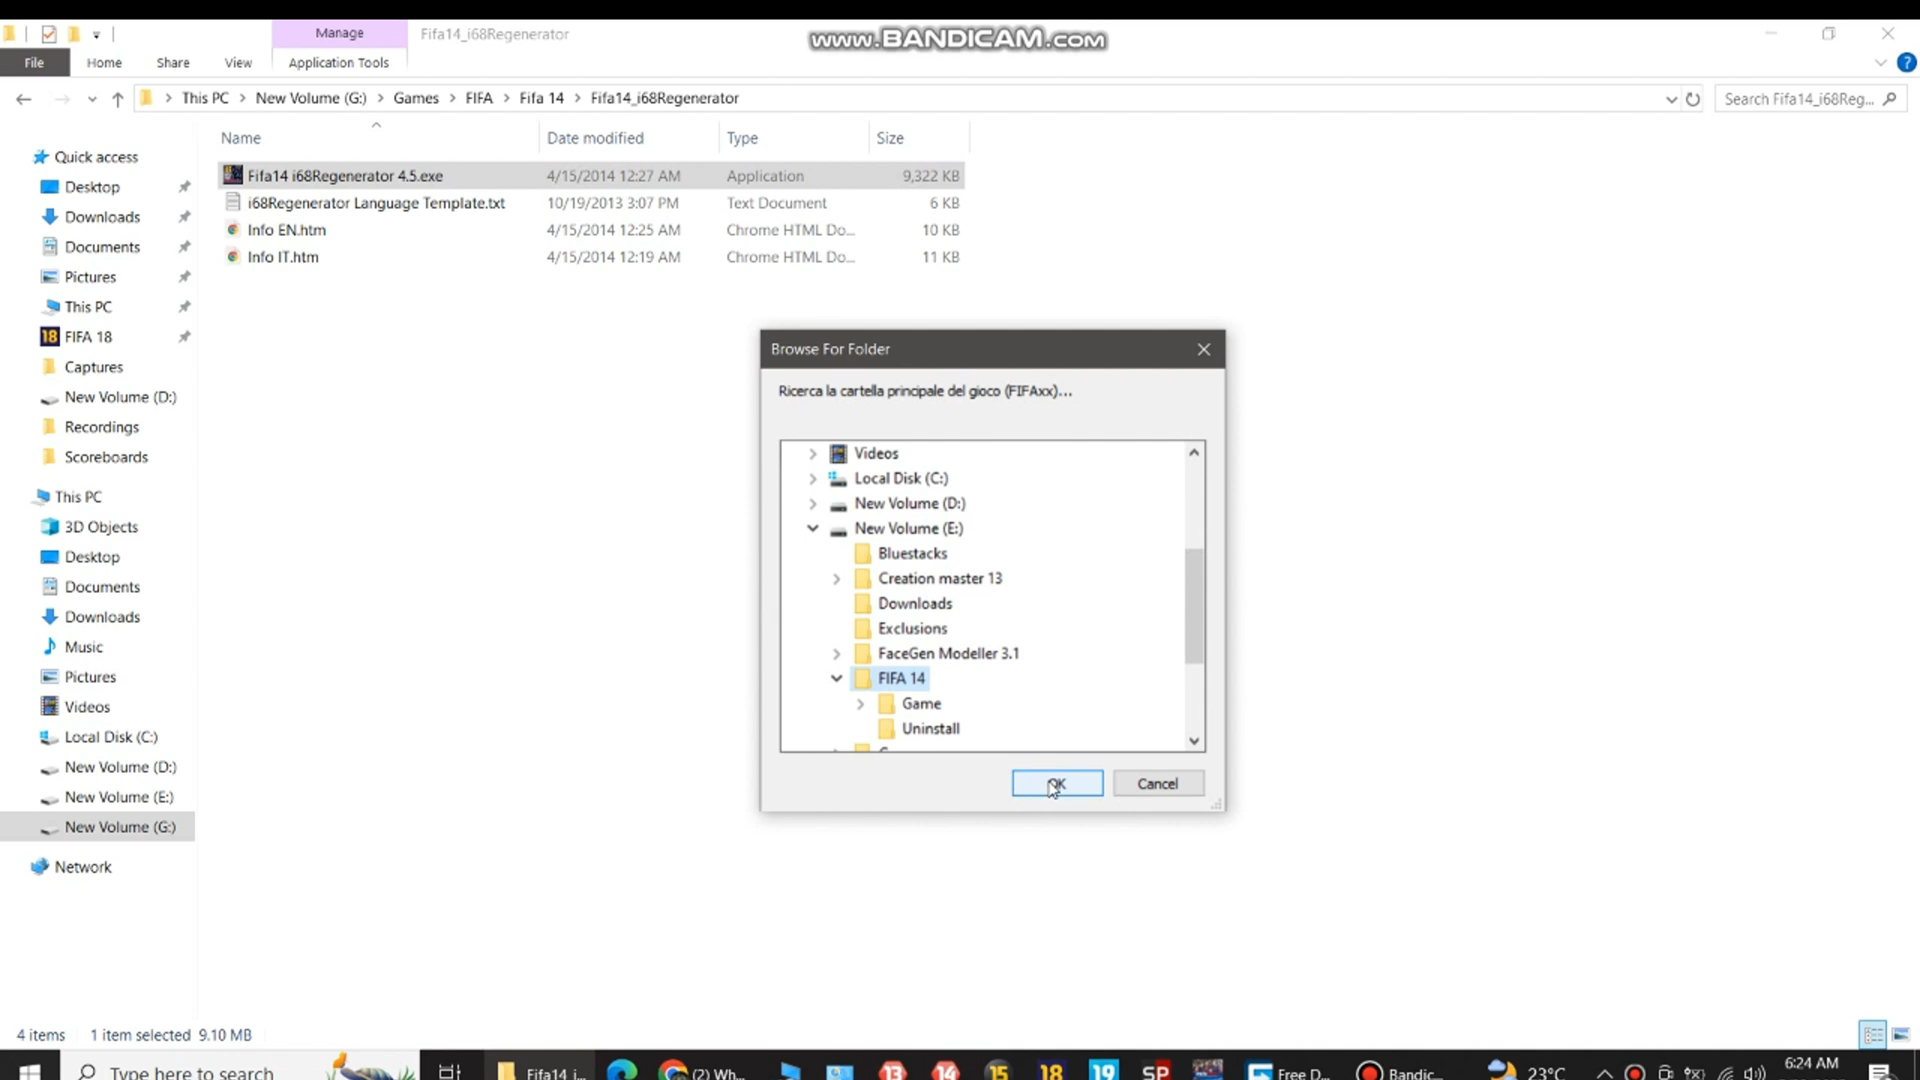 Manage
Fifa14_i68Regenerator
www.BANDICAM.com
File
Home
Share
View
Application Tools
This PC
New Volume (G:)
Games
FIFA
Fifa 14
Fifa14_i68Regenerator
Search Fifa14_i68Reg...
Name
Date modified
Type
Size
Fifa14 i68Regenerator 4.5.exe
4/15/2014 12:27 AM
Application
9,322 KB
i68Regenerator Language Template.txt
10/19/2013 3:07 PM
Text Document
6 KB
Info EN.htm
4/15/2014 12:25 AM
Chrome HTML Do...
10 KB
Info IT.htm
4/15/2014 12:19 AM
Chrome HTML Do...
11 KB
Quick access
Desktop
Downloads
Documents
Pictures
This PC
18 FIFA 18
Captures
New Volume (D:)
Recordings
Scoreboards
This PC
3D Objects
Desktop
Documents
Downloads
Music
Pictures
Videos
Local Disk (C:)
New Volume (D:)
New Volume (E:)
New Volume (G:)
Network
Browse For Folder
Ricerca la cartella principale del gioco (FIFAxx)...
Videos
Local Disk (C:)
New Volume (D:)
New Volume (E:)
Bluestacks
Creation master 13
Downloads
Exclusions
FaceGen Modeller 3.1
FIFA 14
Game
Uninstall
OK
Cancel
4 items
1 item selected 9.10 MB
Type here to search
Fifa14_i...
(2) Wh...
13
14
15
18
19
SP
Free D...
Bandic...
23°C
6:24 AM